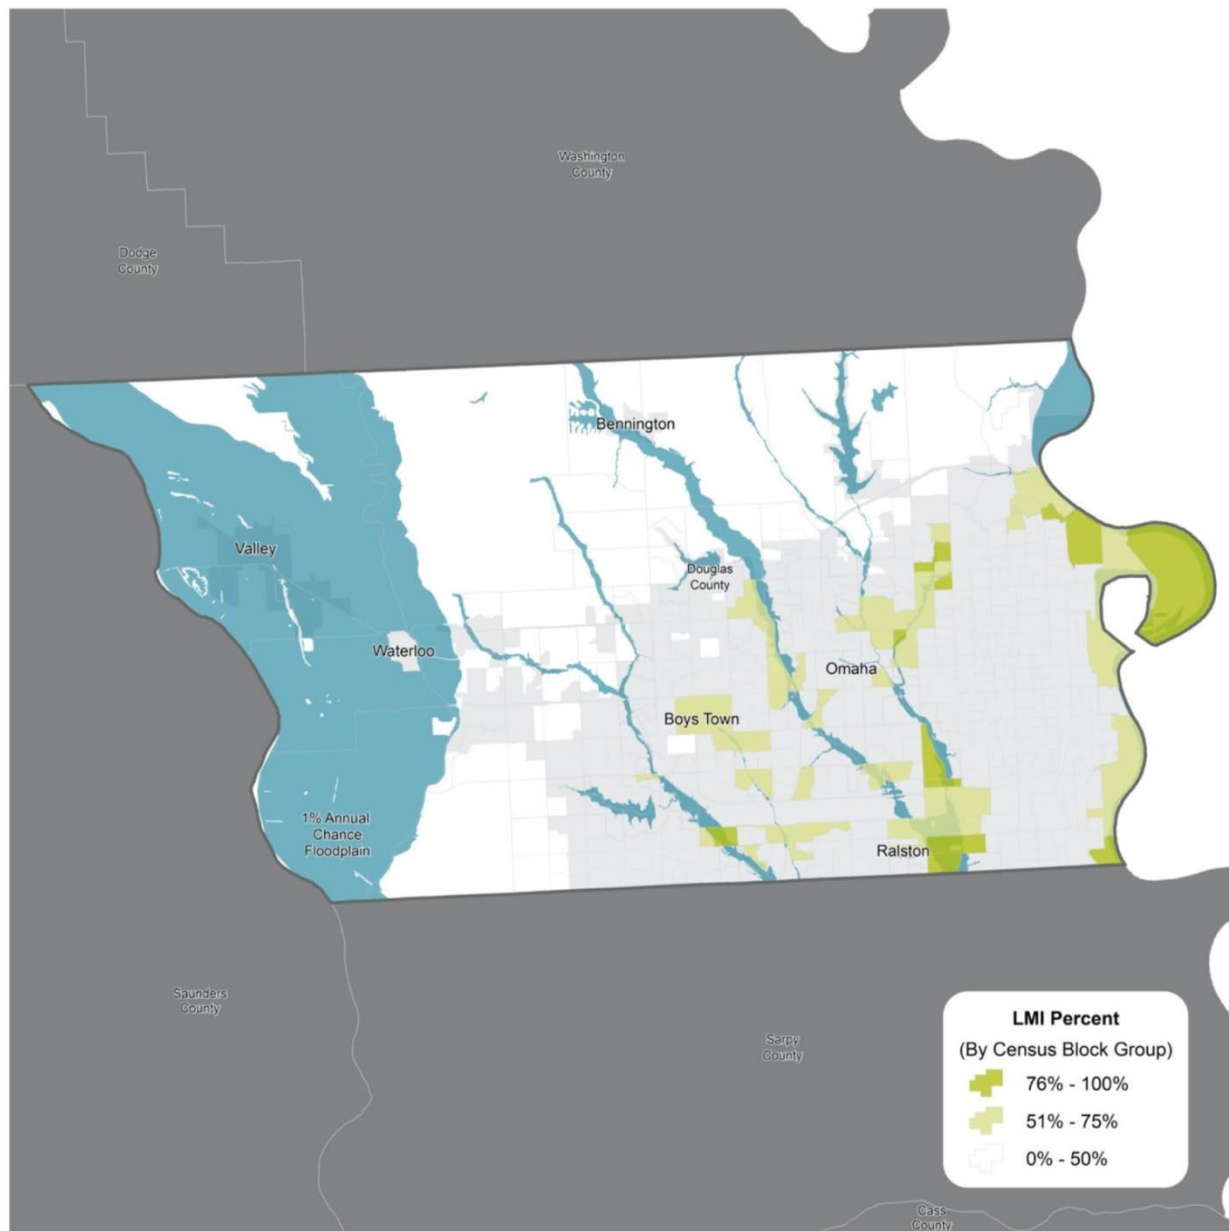 Washington
County
Dodge
County
Bennington
Valley
Douglas
County
Waterloo
Omaha
Boys Town
1% Annual
Chance
Floodplain
Ralston
Saunders
County
Sarpy
County
LMI Percent
(By Census Block Group)
76% - 100%
51% - 75%
0% - 50%
Cass
County